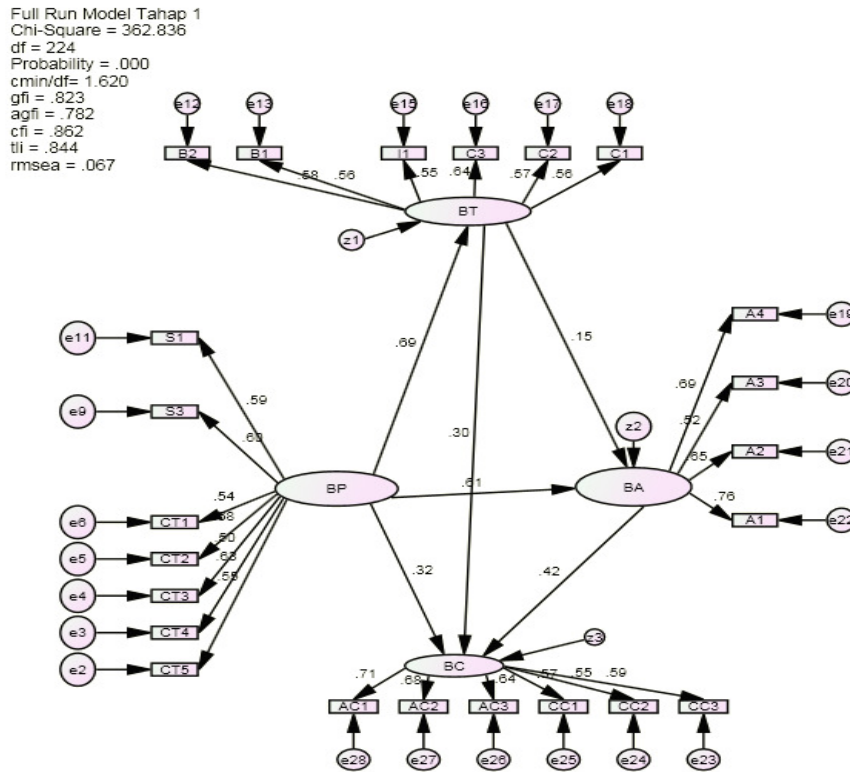 Full Run Model Tahap 1
Chi-Square = 362.836
df = 224
Probability = .000
cmin/df= 1.620
gfi = .823
agfi = .782
cfi = .862
tli = .844
rmsea = .067
e12 e13 e15 e16 e17 e18
B2 B1 I1 C3 C2 C1
.58 .56 .55 .64 .57 .56
BT
z1
A4 e19
e11 S1
.69 .15
A3 e20
.69
.59 .52
e9 S3
z2
A2 e21
.30 .65
BP .61 BA
.76
A1 e22
.54
e6 CT1
.50
e5 CT2
.63
.55
.32 .42
e4 CT3
e3 CT4
z3
e2 CT5
BC
.71 .68 .64 .57 .55 .59
AC1 AC2 AC3 CC1 CC2 CC3
e28 e27 e26 e25 e24 e23